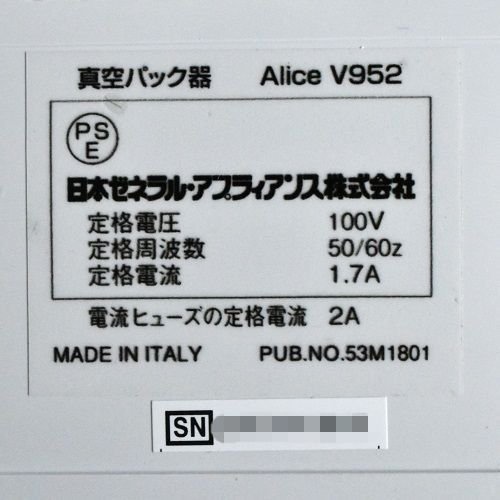 真空パック器 Alice V952
PS
E
日本ゼネラル・アプライアンス株式会社
定格電圧 100V
定格周波数 50/60z
定格電流 1.7A
電流ヒューズの定格電流 2A
MADE IN ITALY PUB.NO.53M1801
SN